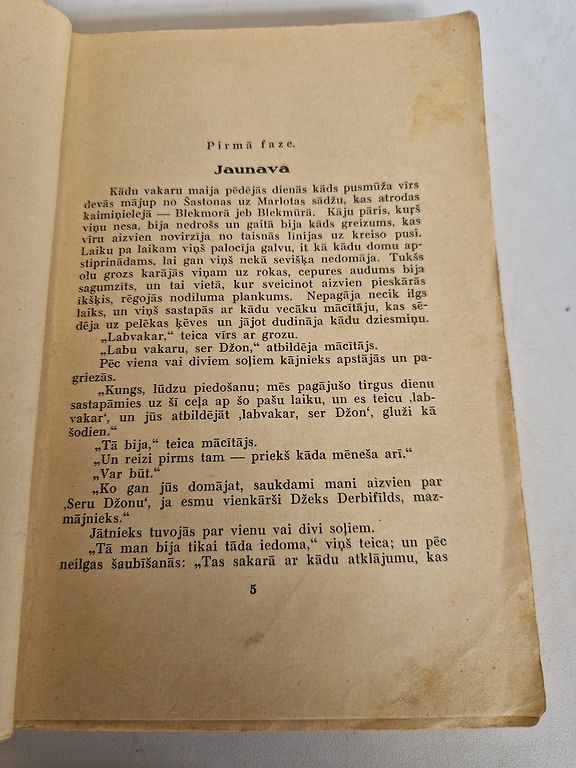 Pirmā faze.
Jaunava
Kādu vakaru maija pēdējās dienās kāds pusmūža vīrs
devās mājup no Šastonas uz Marlotas sādžu, kas atrodas
kaimiņielejā — Blekmorā jeb Blekmūrā. Kāju pāris, kuŗš
viņu nesa, bija nedrošs un gaitā bija kāds greizums, kas
vīru aizvien novirzīja no taisnās līnijas uz kreiso pusi.
Laiku pa laikam viņš palocīja galvu, it kā kādu domu ap-
stiprinādams, lai gan viņš nekā sevišķa nedomāja. Tukšs
olu grozs karājās viņam uz rokas, cepures audums bija
sagumzīts, un tai vietā, kur sveicinot aizvien pieskārās
īkšķis, rēgojās nodiluma plankums. Nepagāja necik ilgs
laiks, un viņš sastapās ar kādu vecāku mācītāju, kas sē-
dēja uz pelēkas ķēves un jājot dudināja kādu dziesmiņu.
„Labvakar,“ teica vīrs ar grozu.
„Labu vakaru, ser Džon,“ atbildēja mācītājs.
Pēc viena vai diviem soļiem kājnieks apstājās un pa-
griezās.
„Kungs, lūdzu piedošanu; mēs pagājušo tirgus dienu
sastapāmies uz šī ceļa ap šo pašu laiku, un es teicu ‚lab-
vakar‘, un jūs atbildējāt ‚labvakar, ser Džon‘, gluži kā
šodien.“
„Tā bija,“ teica mācītājs.
„Un reizi pirms tam — priekš kāda mēneša arī.“
„Var būt.“
„Ko gan jūs domājat, saukdami mani aizvien par
‚Seru Džonu‘, ja esmu vienkārši Džeks Derbifilds, maz-
mājnieks.“
Jātnieks tuvojās par vienu vai divi soļiem.
„Tā man bija tikai tāda iedoma,“ viņš teica; un pēc
neilgas šaubīšanās: „Tas sakarā ar kādu atklājumu, kas
5